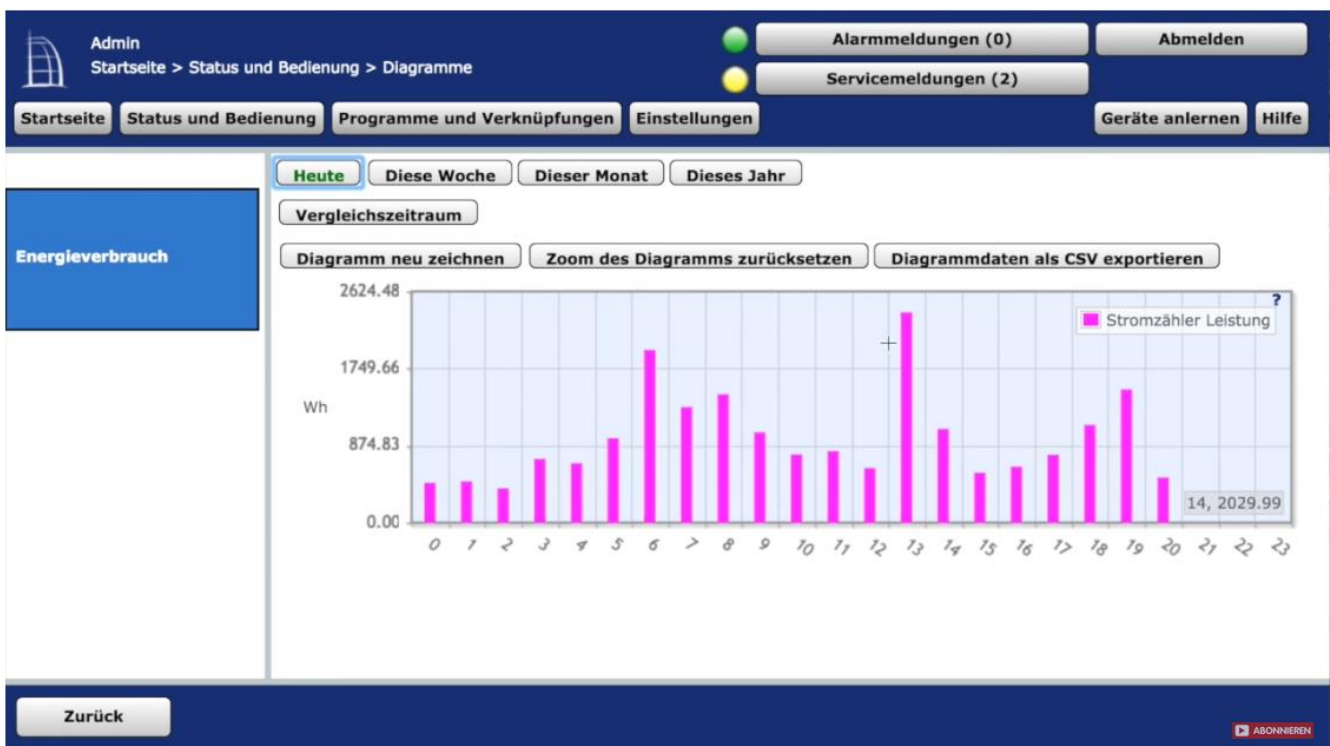 Admin
Startseite > Status und Bedienung > Diagramme
Alarmmeldungen (0)
Abmelden
Servicemeldungen (2)
Startseite
Status und Bedienung
Programme und Verknüpfungen
Einstellungen
Geräte anlernen
Hilfe
Energieverbrauch
Heute
Diese Woche
Dieser Monat
Dieses Jahr
Vergleichszeitraum
Diagramm neu zeichnen
Zoom des Diagramms zurücksetzen
Diagrammdaten als CSV exportieren
2624.48
?
Stromzähler Leistung
1749.66
Wh
874.83
14, 2029.99
0.00
0 1 2 3 4 5 6 7 8 9 10 11 12 13 14 15 16 17 18 19 20 21 22 23
Zurück
ABONNIEREN